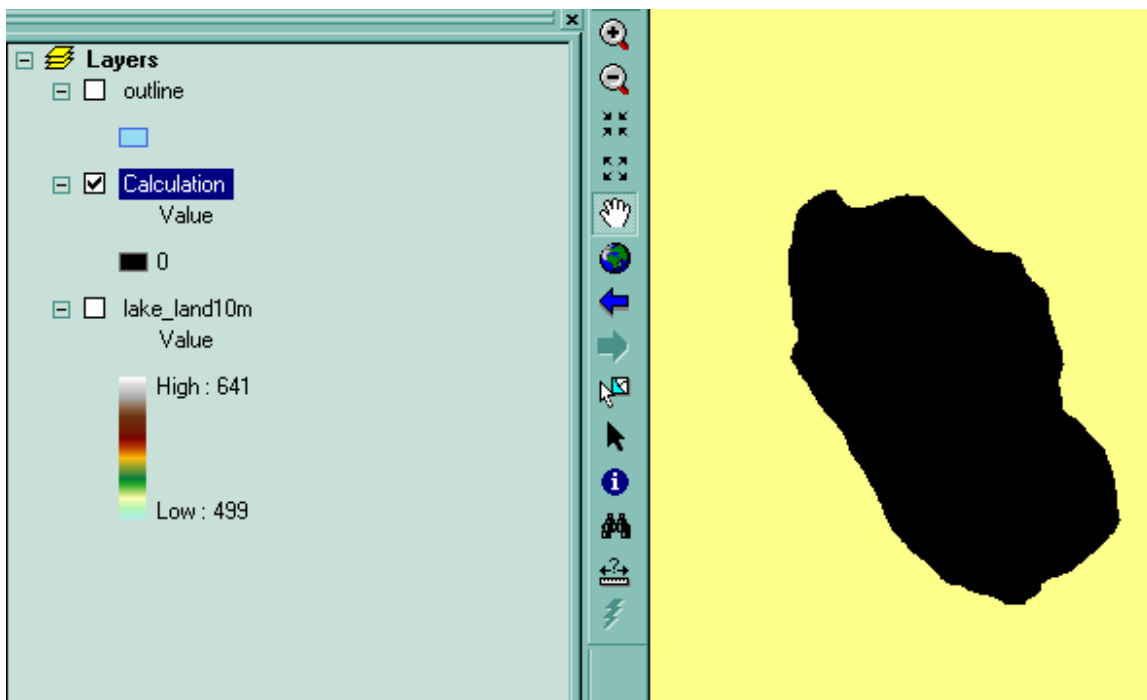 Layers
outline
Calculation
Value
0
lake_land10m
Value
High : 641
Low : 499